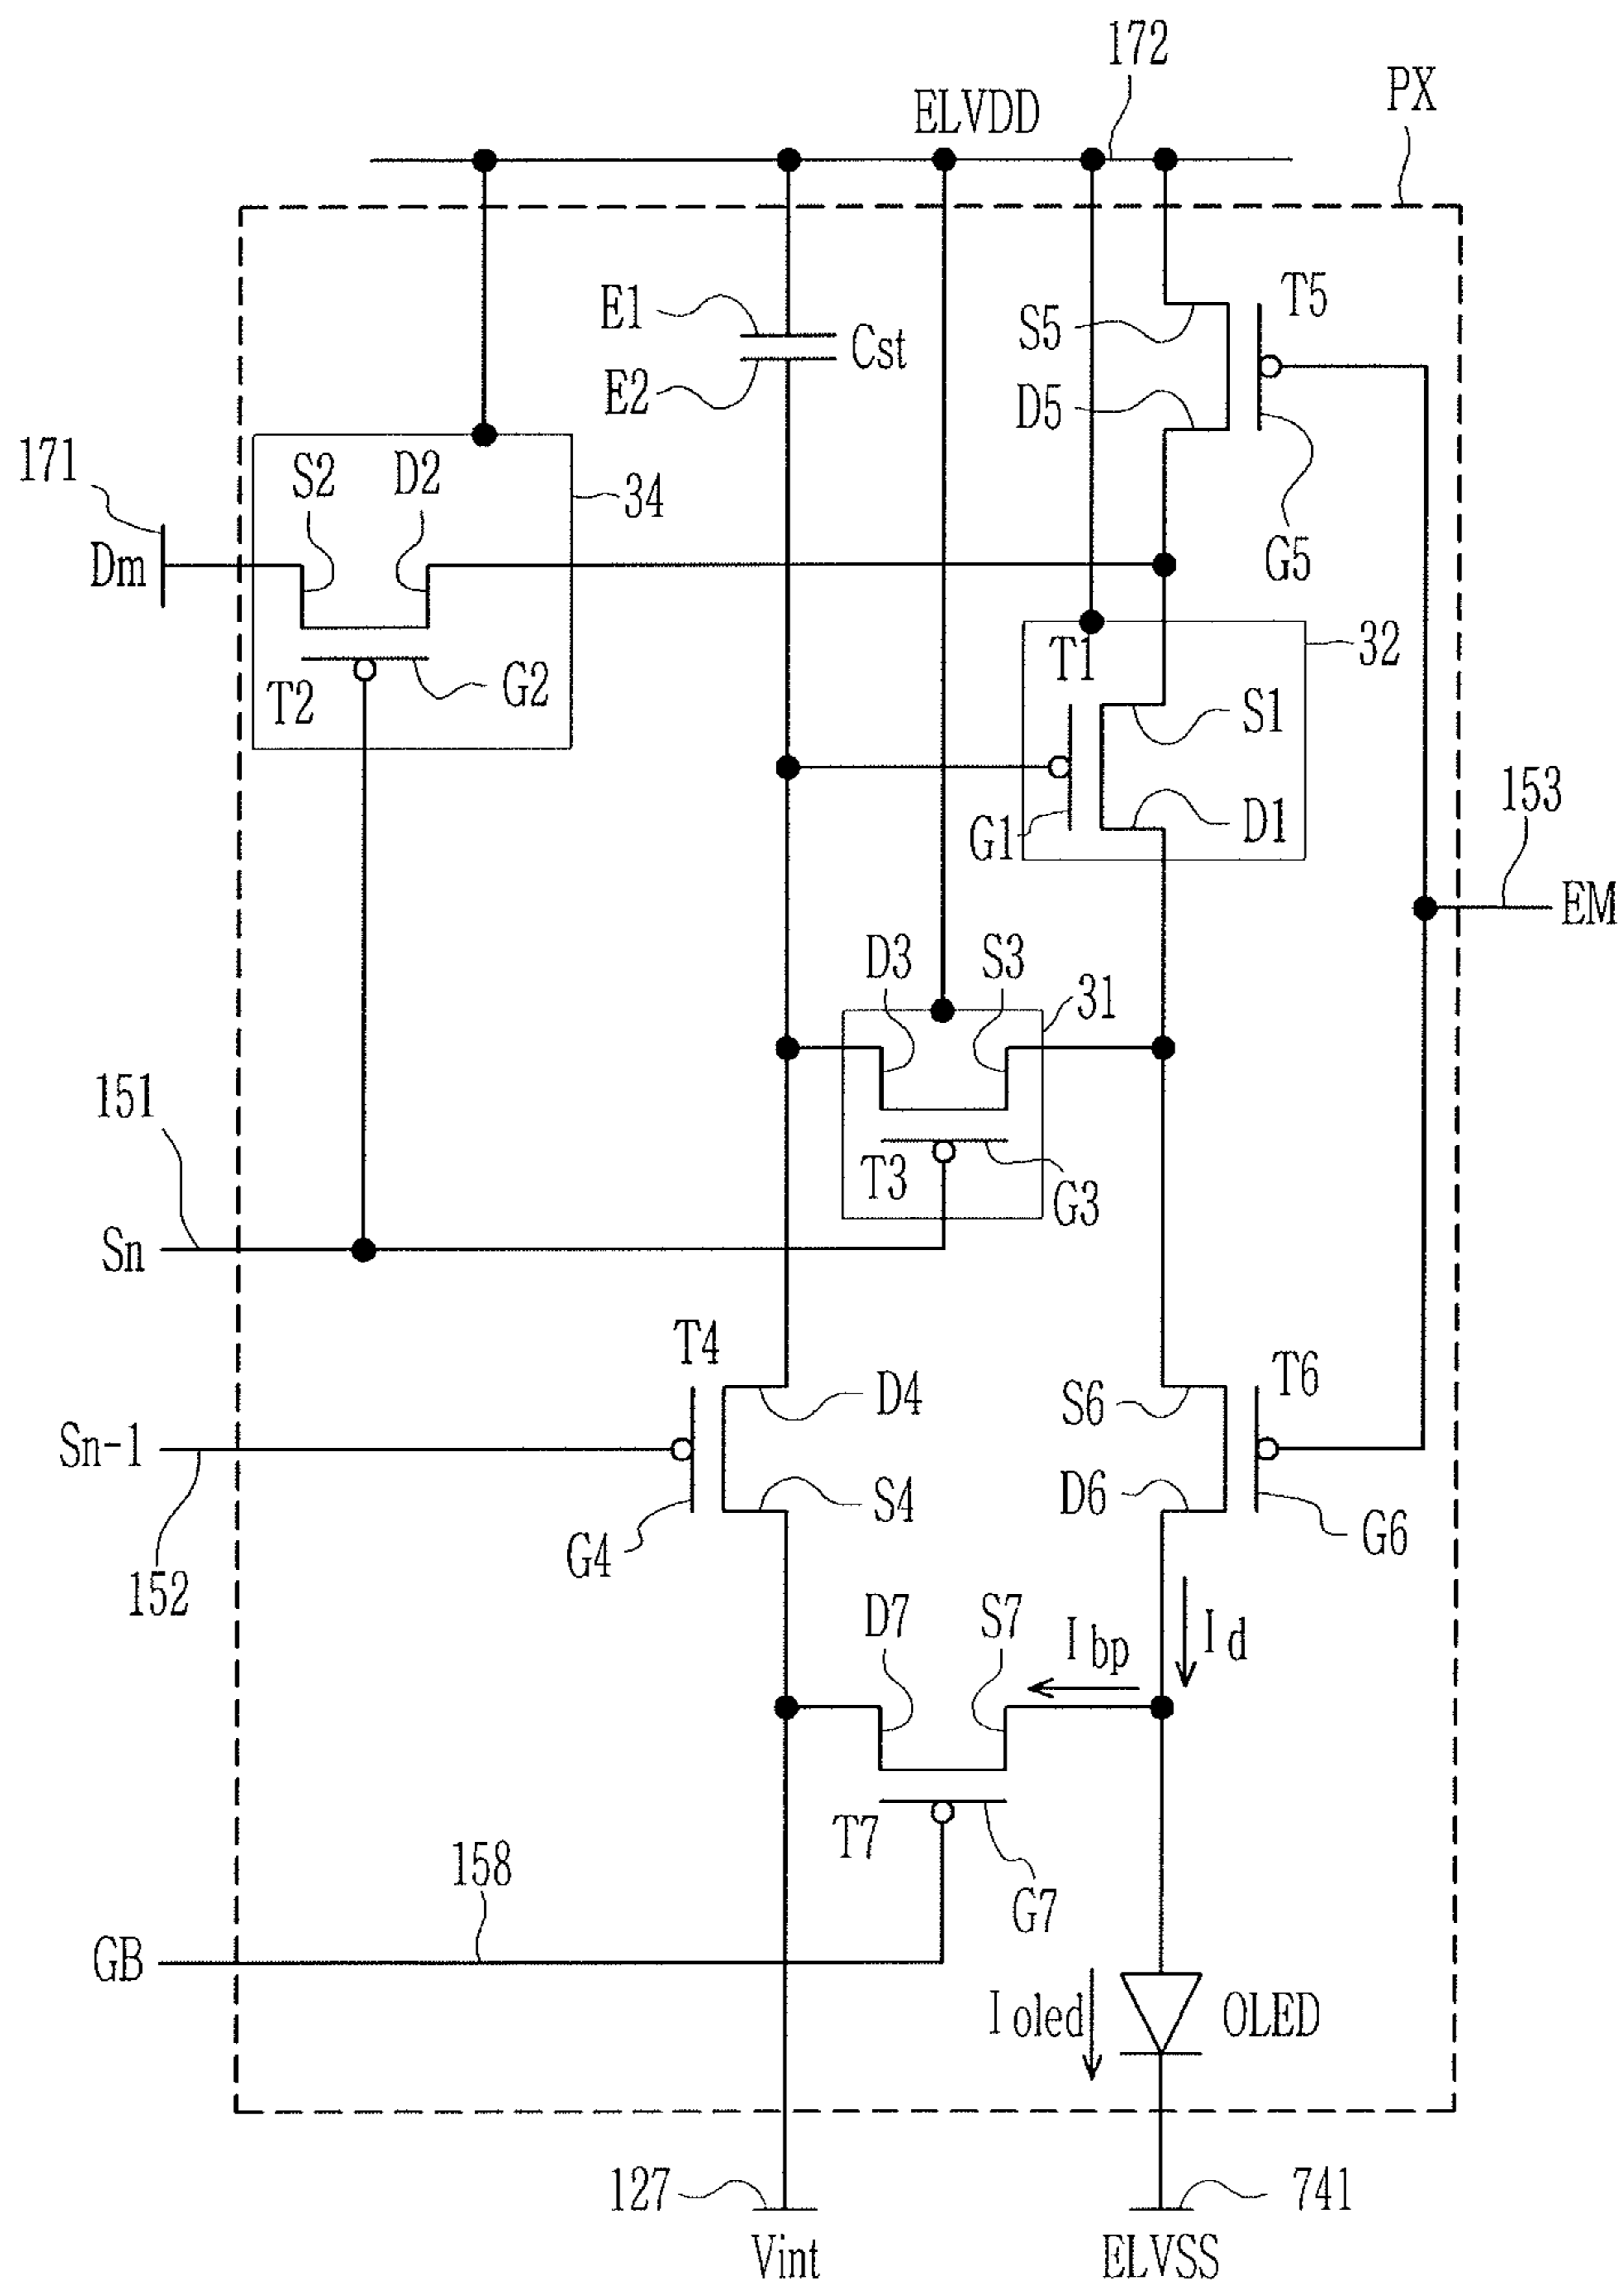 172
ELVDD
PX
E1
T5
S5
Cst
E2
D5
171
S2
D2
34
Dm
G5
T1
32
T2
G2
S1
G1
D1
153
EM
D3
S3
31
151
T3
G3
Sn
T4
T6
D4
S6
Sn-1
S4
D6
G4
G6
152
D7
S7
I bp
I d
T7
158
G7
GB
I oled
OLED
127
741
Vint
ELVSS